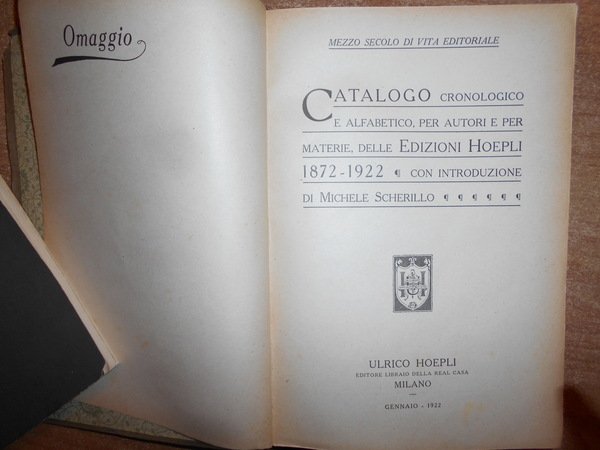 Omaggio
MEZZO SECOLO DI VITA EDITORIALE
CATALOGO CRONOLOGICO
E ALFABETICO, PER AUTORI E PER
MATERIE, DELLE EDIZIONI HOEPLI
1872-1922 ¶ CON INTRODUZIONE
DI MICHELE SCHERILLO ¶ ¶ ¶ ¶ ¶ ¶
ULRICO HOEPLI
EDITORE LIBRAIO DELLA REAL CASA
MILANO
GENNAIO - 1922